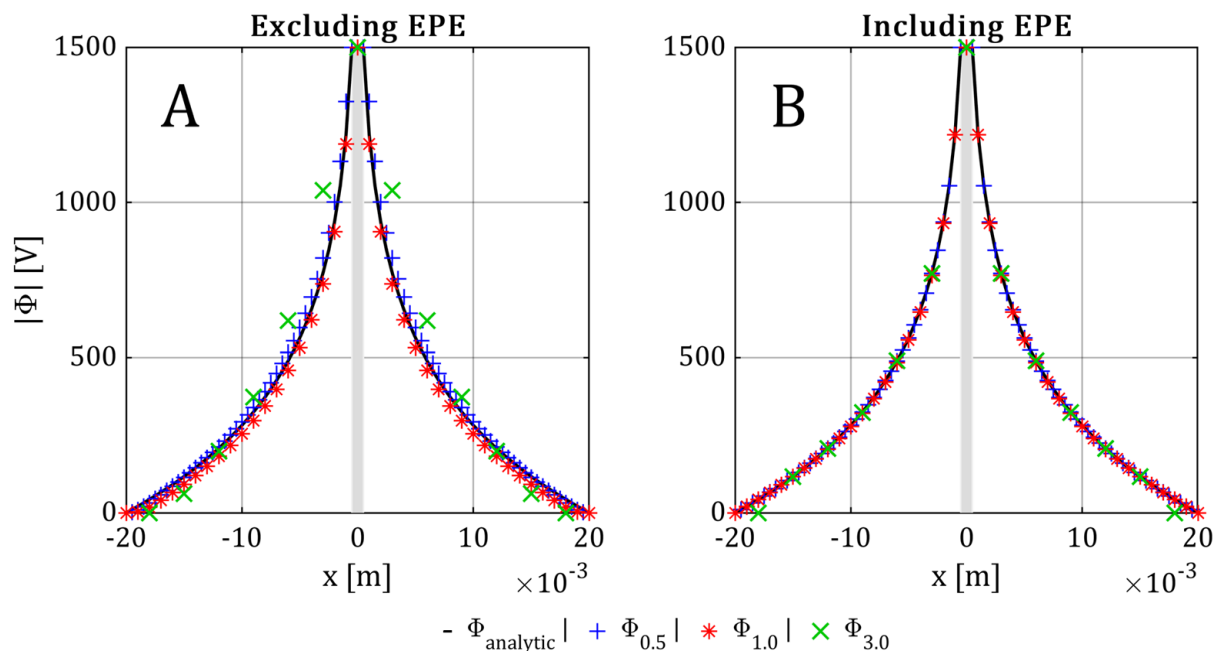 Excluding EPE
Including EPE
A
B
|Φ| [V]
1500
1000
500
0
-20
-10
0
10
20
x [m]
×10⁻³
1500
1000
500
0
-20
-10
0
10
20
x [m]
×10⁻³
- Φanalytic | + Φ0.5 | * Φ1.0 | × Φ3.0